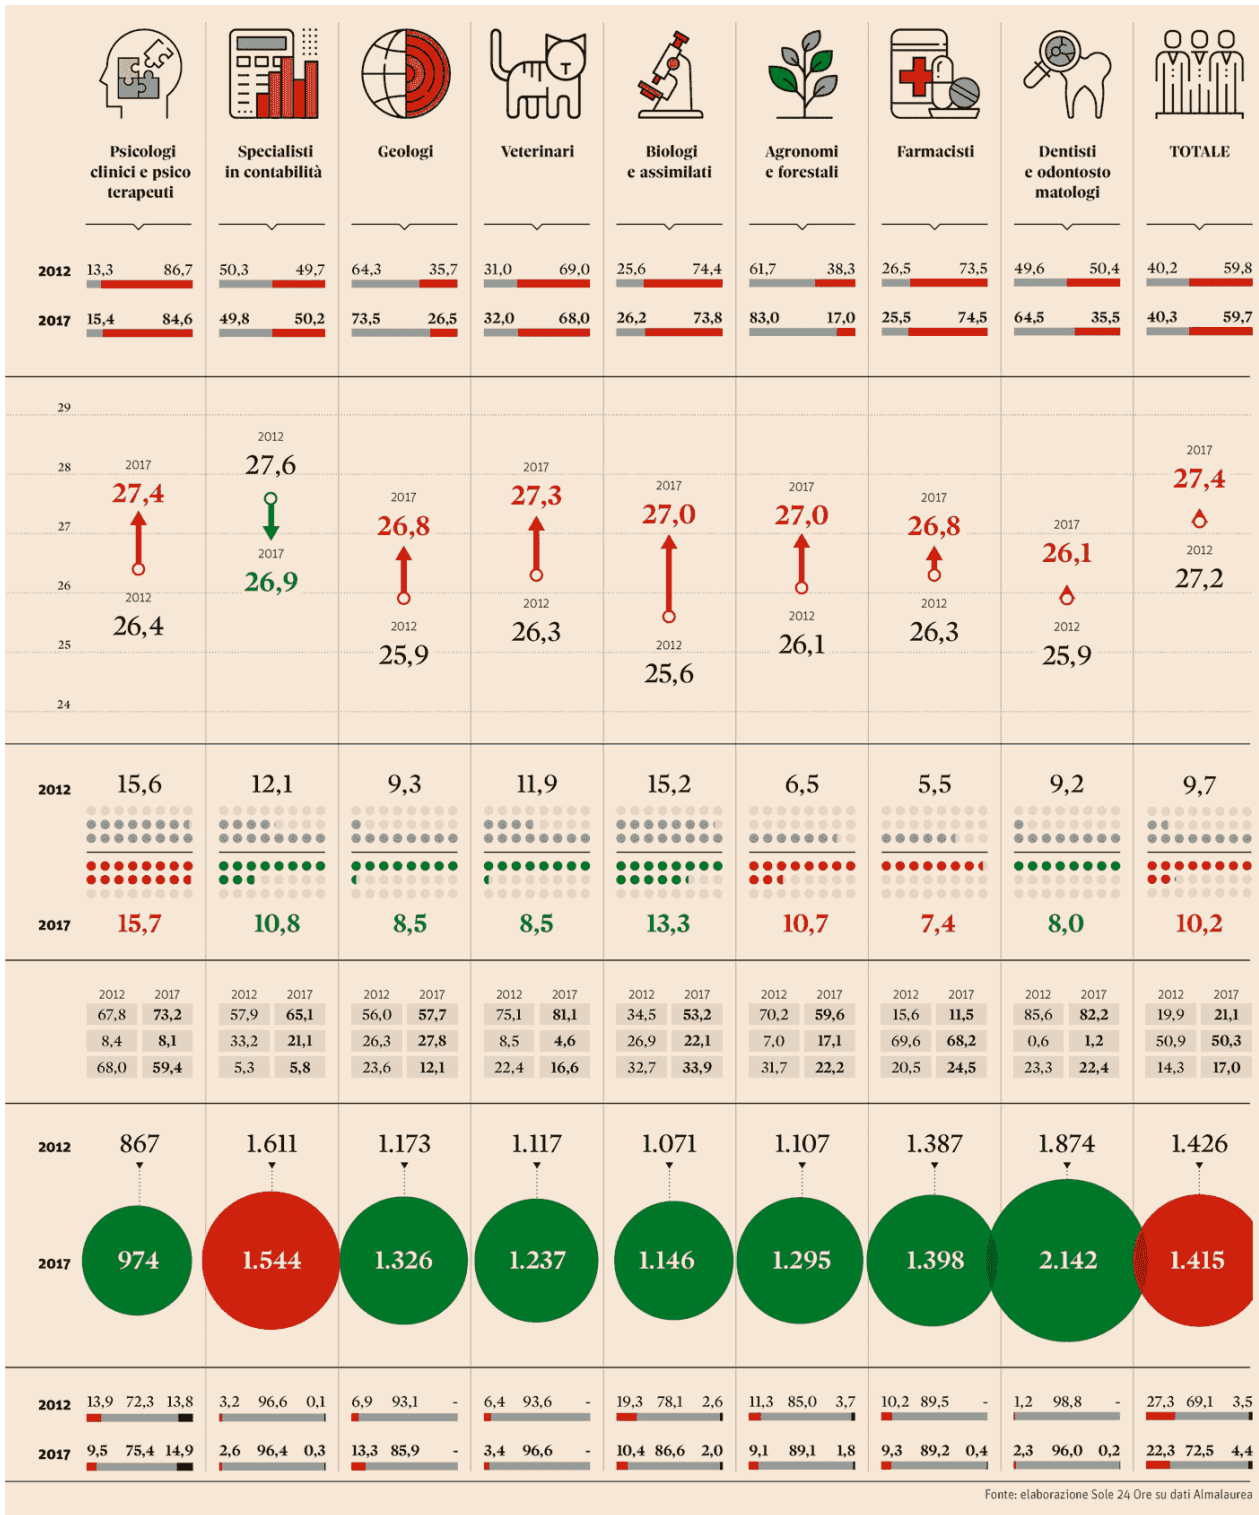 Psicologi
clinici e psico
terapeuti
Specialisti
in contabilità
Geologi
Veterinari
Biologi
e assimilati
Agronomi
e forestali
Farmacisti
Dentisti
e odontosto
matologi
TOTALE
2012 13,3 86,7 50,3 49,7 64,3 35,7 31,0 69,0 25,6 74,4 61,7 38,3 26,5 73,5 49,6 50,4 40,2 59,8
2017 15,4 84,6 49,8 50,2 73,5 26,5 32,0 68,0 26,2 73,8 83,0 17,0 25,5 74,5 64,5 35,5 40,3 59,7
29
28
27
26
25
24
2017
27,4
2012
26,4
2012
27,6
2017
26,9
2017
26,8
2012
25,9
2017
27,3
2012
26,3
2017
27,0
2012
25,6
2017
27,0
2012
26,1
2017
26,8
2012
26,3
2017
26,1
2012
25,9
2017
27,4
2012
27,2
2012 15,6 12,1 9,3 11,9 15,2 6,5 5,5 9,2 9,7
2017 15,7 10,8 8,5 8,5 13,3 10,7 7,4 8,0 10,2
2012 2017 2012 2017 2012 2017 2012 2017 2012 2017 2012 2017 2012 2017 2012 2017 2012 2017
67,8 73,2 57,9 65,1 56,0 57,7 75,1 81,1 34,5 53,2 70,2 59,6 15,6 11,5 85,6 82,2 19,9 21,1
8,4 8,1 33,2 21,1 26,3 27,8 8,5 4,6 26,9 22,1 7,0 17,1 69,6 68,2 0,6 1,2 50,9 50,3
68,0 59,4 5,3 5,8 23,6 12,1 22,4 16,6 32,7 33,9 31,7 22,2 20,5 24,5 23,3 22,4 14,3 17,0
2012 867 1.611 1.173 1.117 1.071 1.107 1.387 1.874 1.426
2017 974 1.544 1.326 1.237 1.146 1.295 1.398 2.142 1.415
2012 13,9 72,3 13,8 3,2 96,6 0,1 6,9 93,1 - 6,4 93,6 - 19,3 78,1 2,6 11,3 85,0 3,7 10,2 89,5 - 1,2 98,8 - 27,3 69,1 3,5
2017 9,5 75,4 14,9 2,6 96,4 0,3 13,3 85,9 - 3,4 96,6 - 10,4 86,6 2,0 9,1 89,1 1,8 9,3 89,2 0,4 2,3 96,0 0,2 22,3 72,5 4,4
Fonte: elaborazione Sole 24 Ore su dati Almalaurea